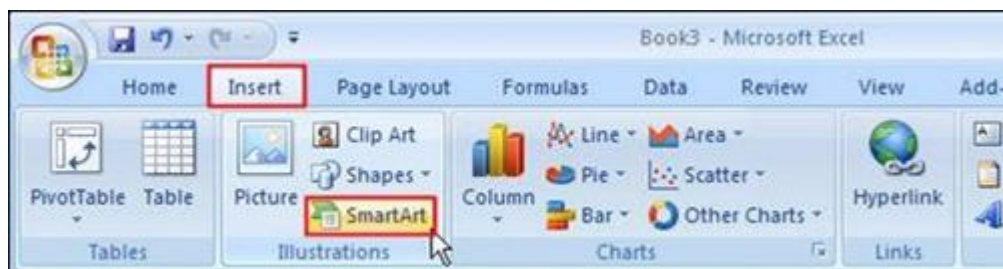 Book3 - Microsoft Excel
Home Insert Page Layout Formulas Data Review View Add-
PivotTable Table Picture Clip Art Shapes SmartArt Column Line Area Pie Scatter Bar Other Charts Hyperlink
Tables Illustrations Charts Links